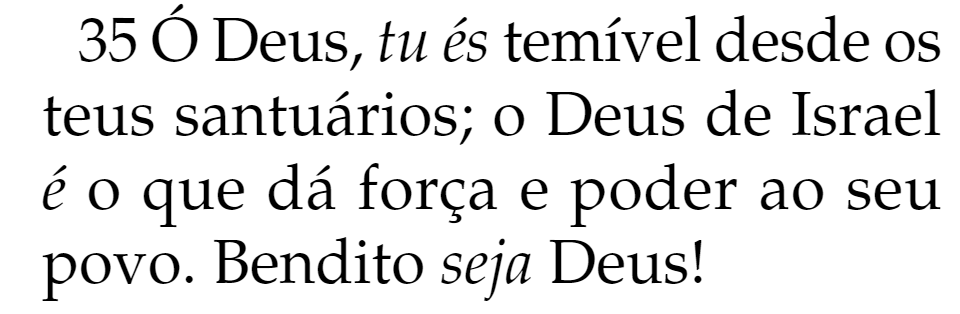 35 Ó Deus, tu és temível desde os
teus santuários; o Deus de Israel
é o que dá força e poder ao seu
povo. Bendito seja Deus!